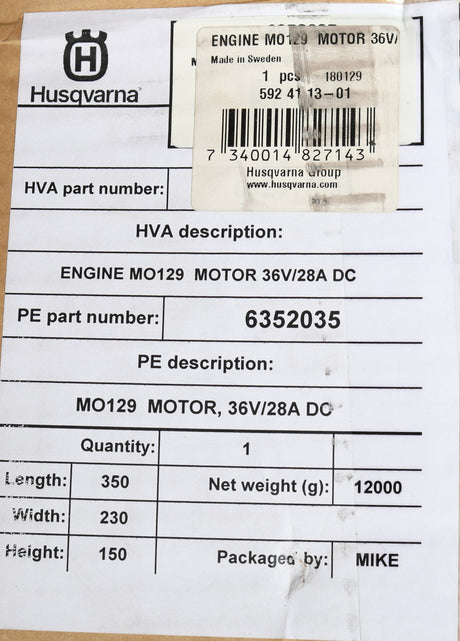 H
Husqvarna
ENGINE MO129 MOTOR 36V/
Made in Sweden
1 pcs 180129
592 41 13-01
7 340014 827143
Husqvarna Group
www.husqvarna.com
HVA part number:
HVA description:
ENGINE MO129 MOTOR 36V/28A DC
PE part number: 6352035
PE description:
MO129 MOTOR, 36V/28A DC
Quantity: 1
Length: 350 Net weight (g): 12000
Width: 230
Height: 150 Packaged by: MIKE